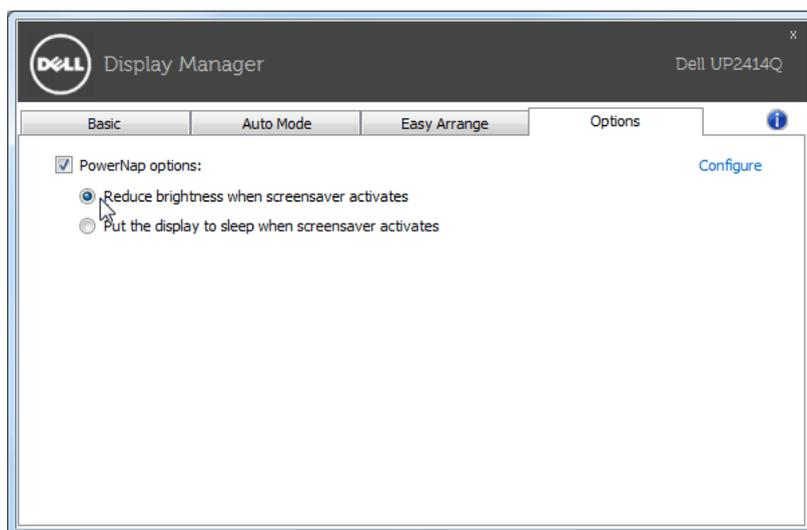 x
DELL Display Manager Dell UP2414Q
Basic Auto Mode Easy Arrange Options i
PowerNap options: Configure
Reduce brightness when screensaver activates
Put the display to sleep when screensaver activates